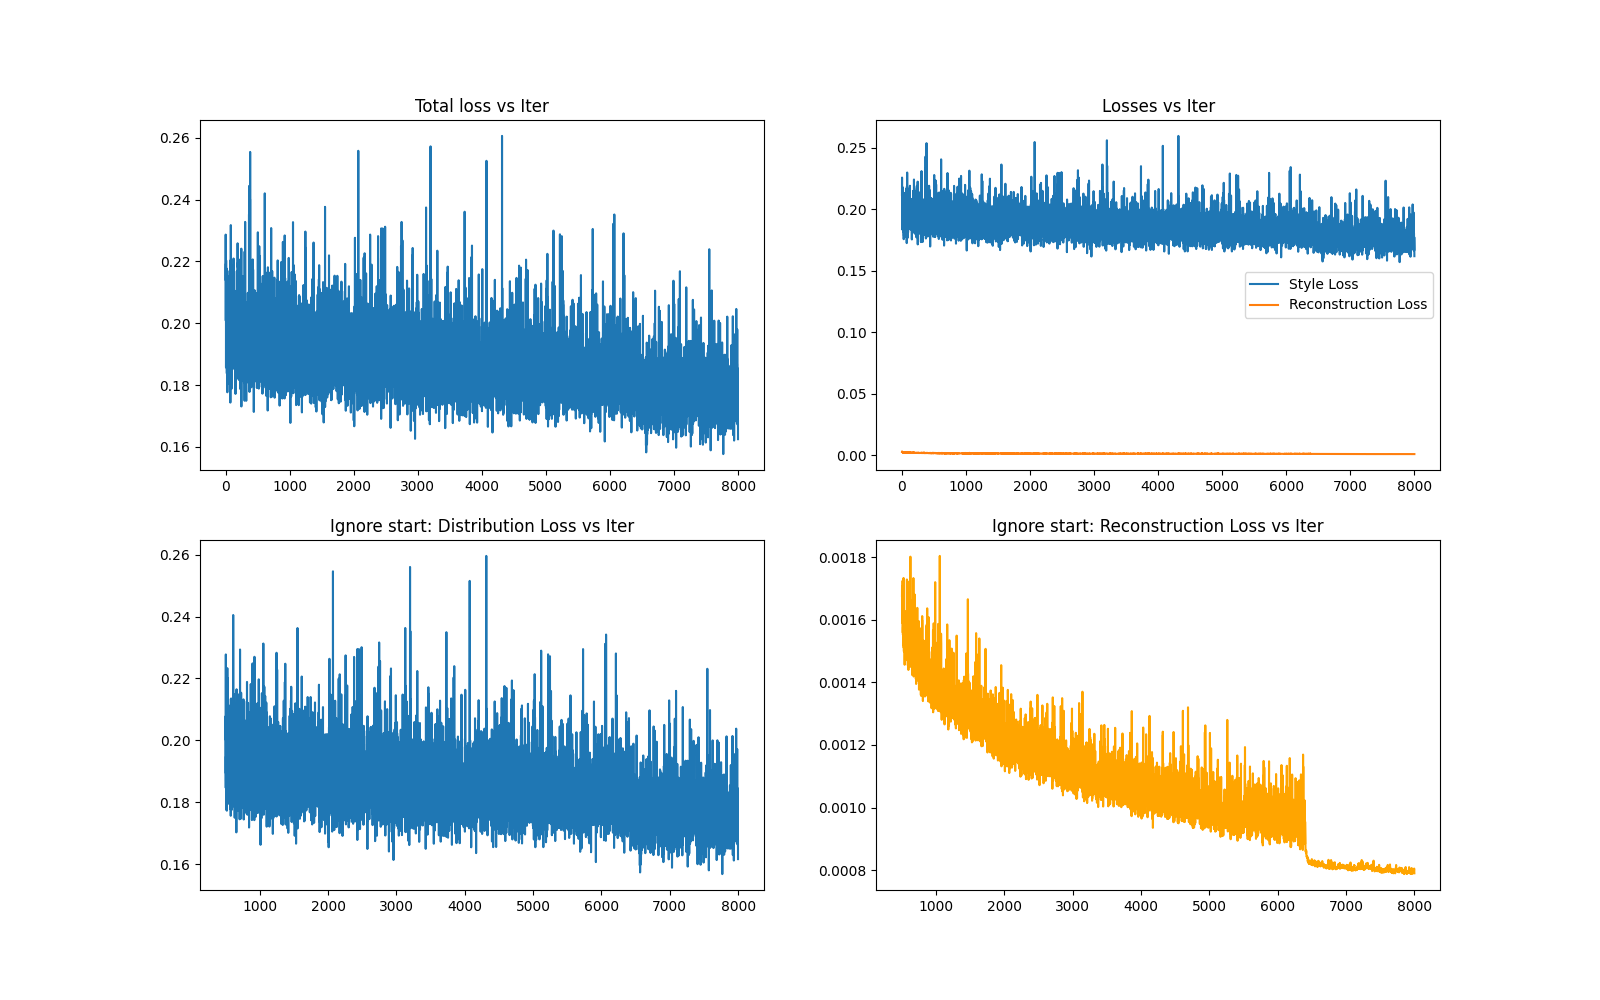 Total loss vs Iter
0.26
0.24
0.22
0.20
0.18
0.16
0 1000 2000 3000 4000 5000 6000 7000 8000
Losses vs Iter
0.25
0.20
0.15
0.10
0.05
0.00
Style Loss
Reconstruction Loss
0 1000 2000 3000 4000 5000 6000 7000 8000
Ignore start: Distribution Loss vs Iter
0.26
0.24
0.22
0.20
0.18
0.16
1000 2000 3000 4000 5000 6000 7000 8000
Ignore start: Reconstruction Loss vs Iter
0.0018
0.0016
0.0014
0.0012
0.0010
0.0008
1000 2000 3000 4000 5000 6000 7000 8000